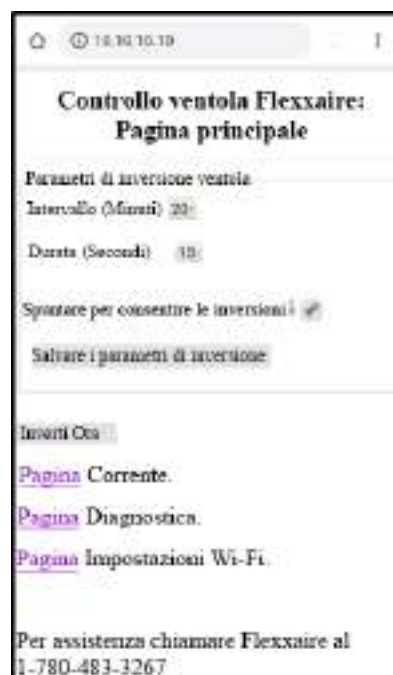 10.10.10.10
Controllo ventola Flexxaire:
Pagina principale
Parametri di inversione ventola
Intervallo (Minuti) 20
Durata (Secondi) 15
Spuntare per consentire le inversioni
Salvare i parametri di inversione
Inverti Ora
Pagina Corrente.
Pagina Diagnostica.
Pagina Impostazioni Wi-Fi.
Per assistenza chiamare Flexxaire al
1-780-483-3267